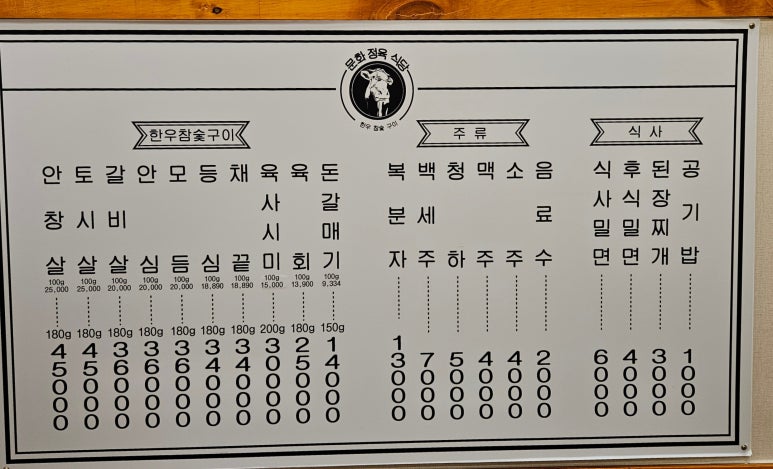 문화 정육 식당
한우 참숯 구이
한우참숯구이
안창살 100g 25,000 180g 45000
토시살 100g 25,000 180g 45000
갈비살 100g 20,000 180g 36000
안심 100g 20,000 180g 36000
모듬 100g 20,000 180g 36000
등심 100g 18,890 180g 34000
채끝 100g 18,890 180g 34000
육사시미 100g 15,000 200g 30000
육회 100g 13,900 180g 25000
돈갈매기 100g 9,334 150g 14000
주류
복분자 13000
백세주 7000
청하 5000
맥주 4000
소주 4000
음료수 2000
식사
식사밀면 6000
후식밀면 4000
된장찌개 3000
공기밥 1000